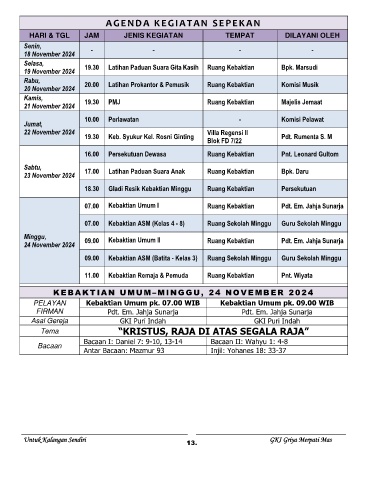 AGENDA KEGIATAN SEPEKAN
HARI & TGL JAM JENIS KEGIATAN TEMPAT DILAYANI OLEH
Senin,
18 November 2024 - - - -
Selasa,
19 November 2024 19.30 Latihan Paduan Suara Gita Kasih Ruang Kebaktian Bpk. Marsudi
Rabu,
20 November 2024 20.00 Latihan Prokantor & Pemusik Ruang Kebaktian Komisi Musik
Kamis,
21 November 2024 19.30 PMJ Ruang Kebaktian Majelis Jemaat
Jumat,
22 November 2024
10.00 Perlawatan - Komisi Pelawat
19.30 Keb. Syukur Kel. Rosni Ginting Villa Regensi II
Blok FD 7/22 Pdt. Rumenta S. M
Sabtu,
23 November 2024
16.00 Persekutuan Dewasa Ruang Kebaktian Pnt. Leonard Gultom
17.00 Latihan Paduan Suara Anak Ruang Kebaktian Bpk. Daru
18.30 Gladi Resik Kebaktian Minggu Ruang Kebaktian Persekutuan
Minggu,
24 November 2024
07.00 Kebaktian Umum I Ruang Kebaktian Pdt. Em. Jahja Sunarja
07.00 Kebaktian ASM (Kelas 4 - 8) Ruang Sekolah Minggu Guru Sekolah Minggu
09.00 Kebaktian Umum II Ruang Kebaktian Pdt. Em. Jahja Sunarja
09.00 Kebaktian ASM (Batita - Kelas 3) Ruang Sekolah Minggu Guru Sekolah Minggu
11.00 Kebaktian Remaja & Pemuda Ruang Kebaktian Pnt. Wiyata
KEBAKTIAN UMUM–MINGGU, 24 NOVEMBER 2024
PELAYAN
FIRMAN
Kebaktian Umum pk. 07.00 WIB Kebaktian Umum pk. 09.00 WIB
Pdt. Em. Jahja Sunarja Pdt. Em. Jahja Sunarja
Asal Gereja GKI Puri Indah GKI Puri Indah
Tema "KRISTUS, RAJA DI ATAS SEGALA RAJA"
Bacaan
Bacaan I: Daniel 7: 9-10, 13-14 Bacaan II: Wahyu 1: 4-8
Antar Bacaan: Mazmur 93 Injil: Yohanes 18: 33-37
Untuk Kalangan Sendiri 13. GKI Griya Merpati Mas